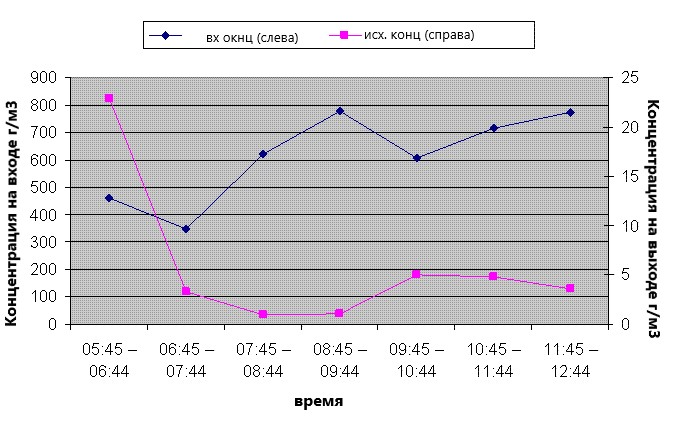 вх окнц (слева)
исх. конц (справа)
Концентрация на входе г/м3
900
800
700
600
500
400
300
200
100
0
25
20
15
10
5
0
Концентрация на выходе г/м3
05:45 – 06:45 – 07:45 – 08:45 – 09:45 – 10:45 – 11:45 –
06:44 07:44 08:44 09:44 10:44 11:44 12:44
время